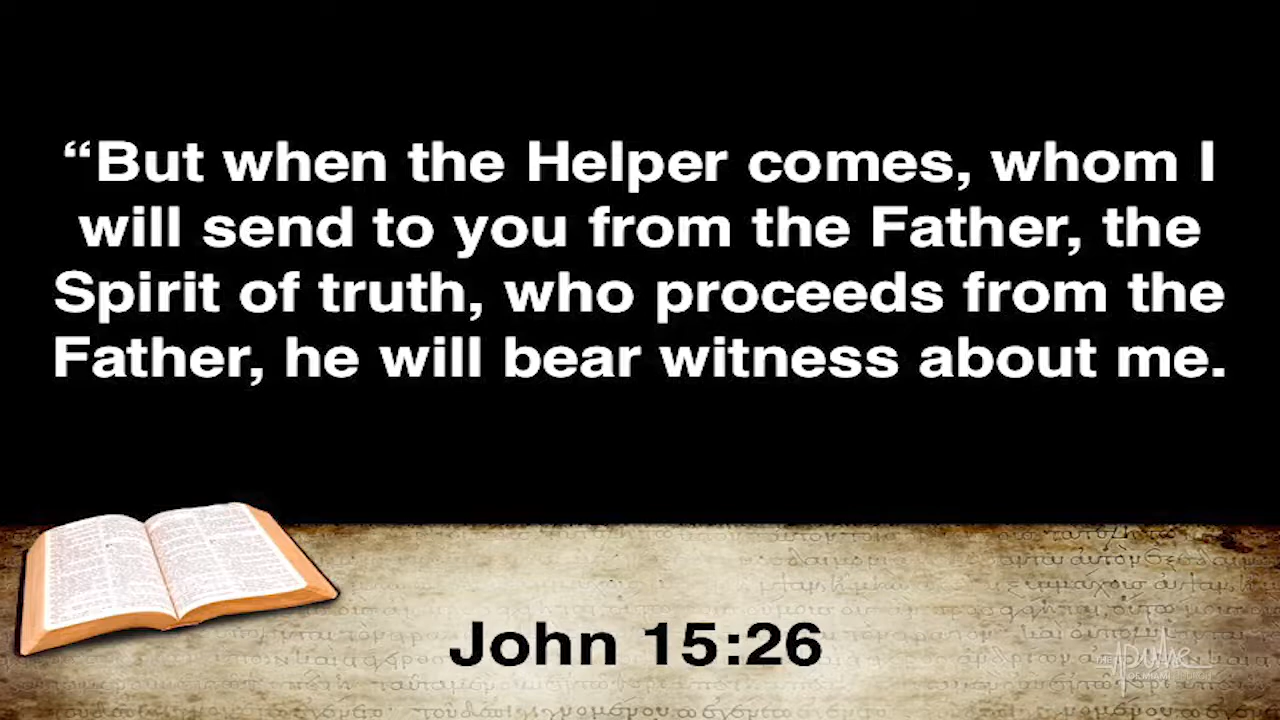 “But when the Helper comes, whom I
will send to you from the Father, the
Spirit of truth, who proceeds from the
Father, he will bear witness about me.
John 15:26